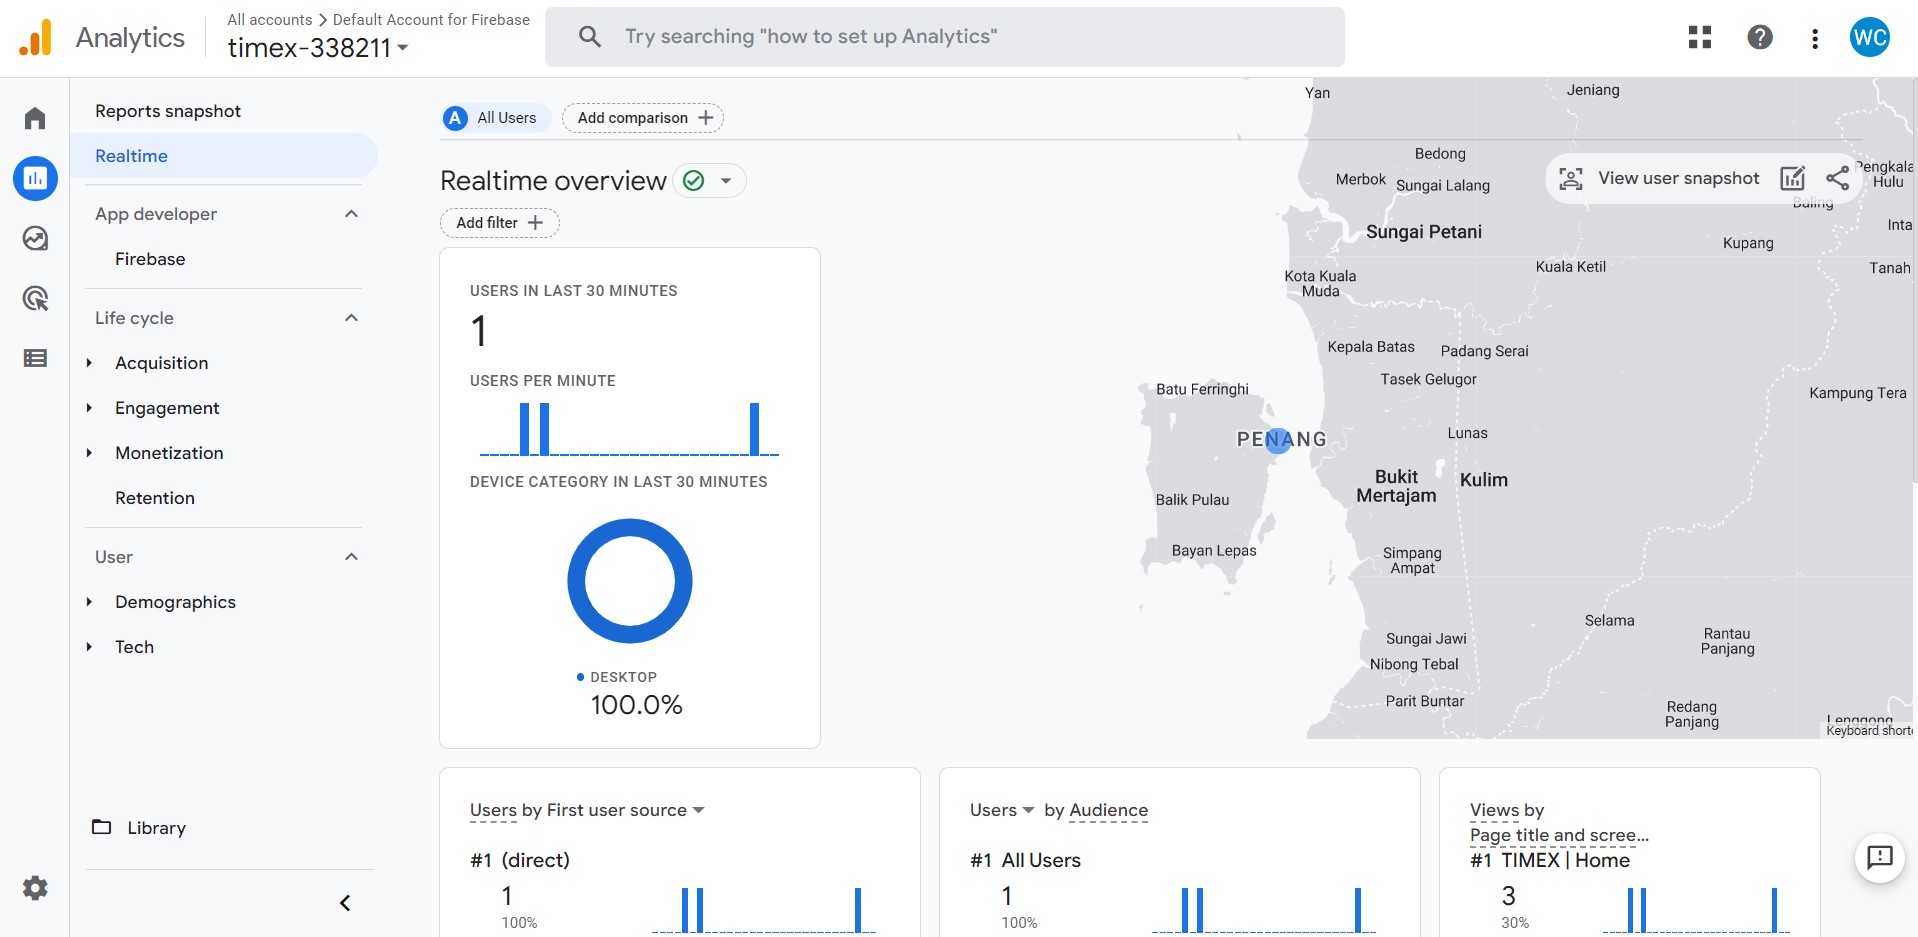 Analytics
All accounts > Default Account for Firebase
timex-338211
Try searching "how to set up Analytics"
WC
Reports snapshot
Realtime
App developer
Firebase
Life cycle
Acquisition
Engagement
Monetization
Retention
User
Demographics
Tech
Library
A All Users
Add comparison +
Realtime overview
Add filter +
View user snapshot
USERS IN LAST 30 MINUTES
1
USERS PER MINUTE
DEVICE CATEGORY IN LAST 30 MINUTES
DESKTOP
100.0%
Yan
Jeniang
Bedong
Merbok
Sungai Lalang
Pengkala
Hulu
Baling
Sungai Petani
Inta
Kupang
Kuala Ketil
Tanah
Kota Kuala
Muda
Kepala Batas
Padang Serai
Tasek Gelugor
Batu Ferringhi
Kampung Tera
PENANG
Lunas
Bukit
Mertajam
Kulim
Balik Pulau
Bayan Lepas
Simpang
Ampat
Selama
Rantau
Panjang
Sungai Jawi
Nibong Tebal
Parit Buntar
Redang
Panjang
Lenggong
Keyboard shortc
Users by First user source
#1 (direct)
1
100%
Users by Audience
#1 All Users
1
100%
Views by
Page title and scree...
#1 TIMEX | Home
3
30%